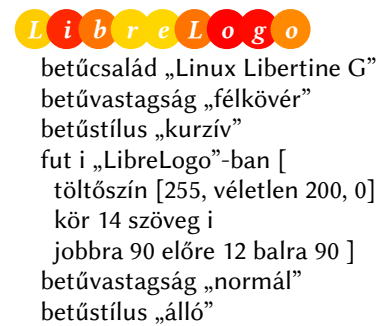 LibreLogo
betűcsalád „Linux Libertine G”
betűvastagság „félkövér”
betűstílus „kurzív”
fut i „LibreLogo”-ban [
töltőszín [255, véletlen 200, 0]
kör 14 szöveg i
jobbra 90 előre 12 balra 90 ]
betűvastagság „normál”
betűstílus „álló”